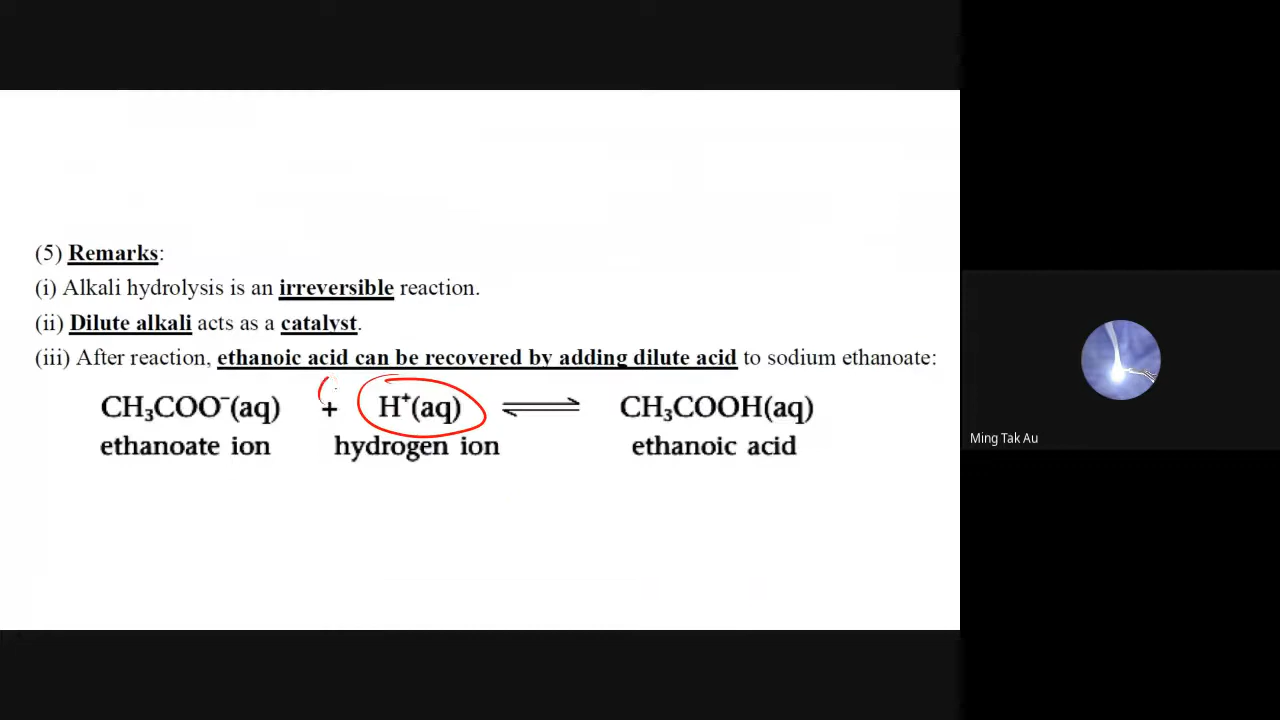 (5) Remarks:
(i) Alkali hydrolysis is an irreversible reaction.
(ii) Dilute alkali acts as a catalyst.
(iii) After reaction, ethanoic acid can be recovered by adding dilute acid to sodium ethanoate:
CH₃COO⁻(aq) + H⁺(aq) ⇌ CH₃COOH(aq)
ethanoate ion hydrogen ion ethanoic acid
Ming Tak Au